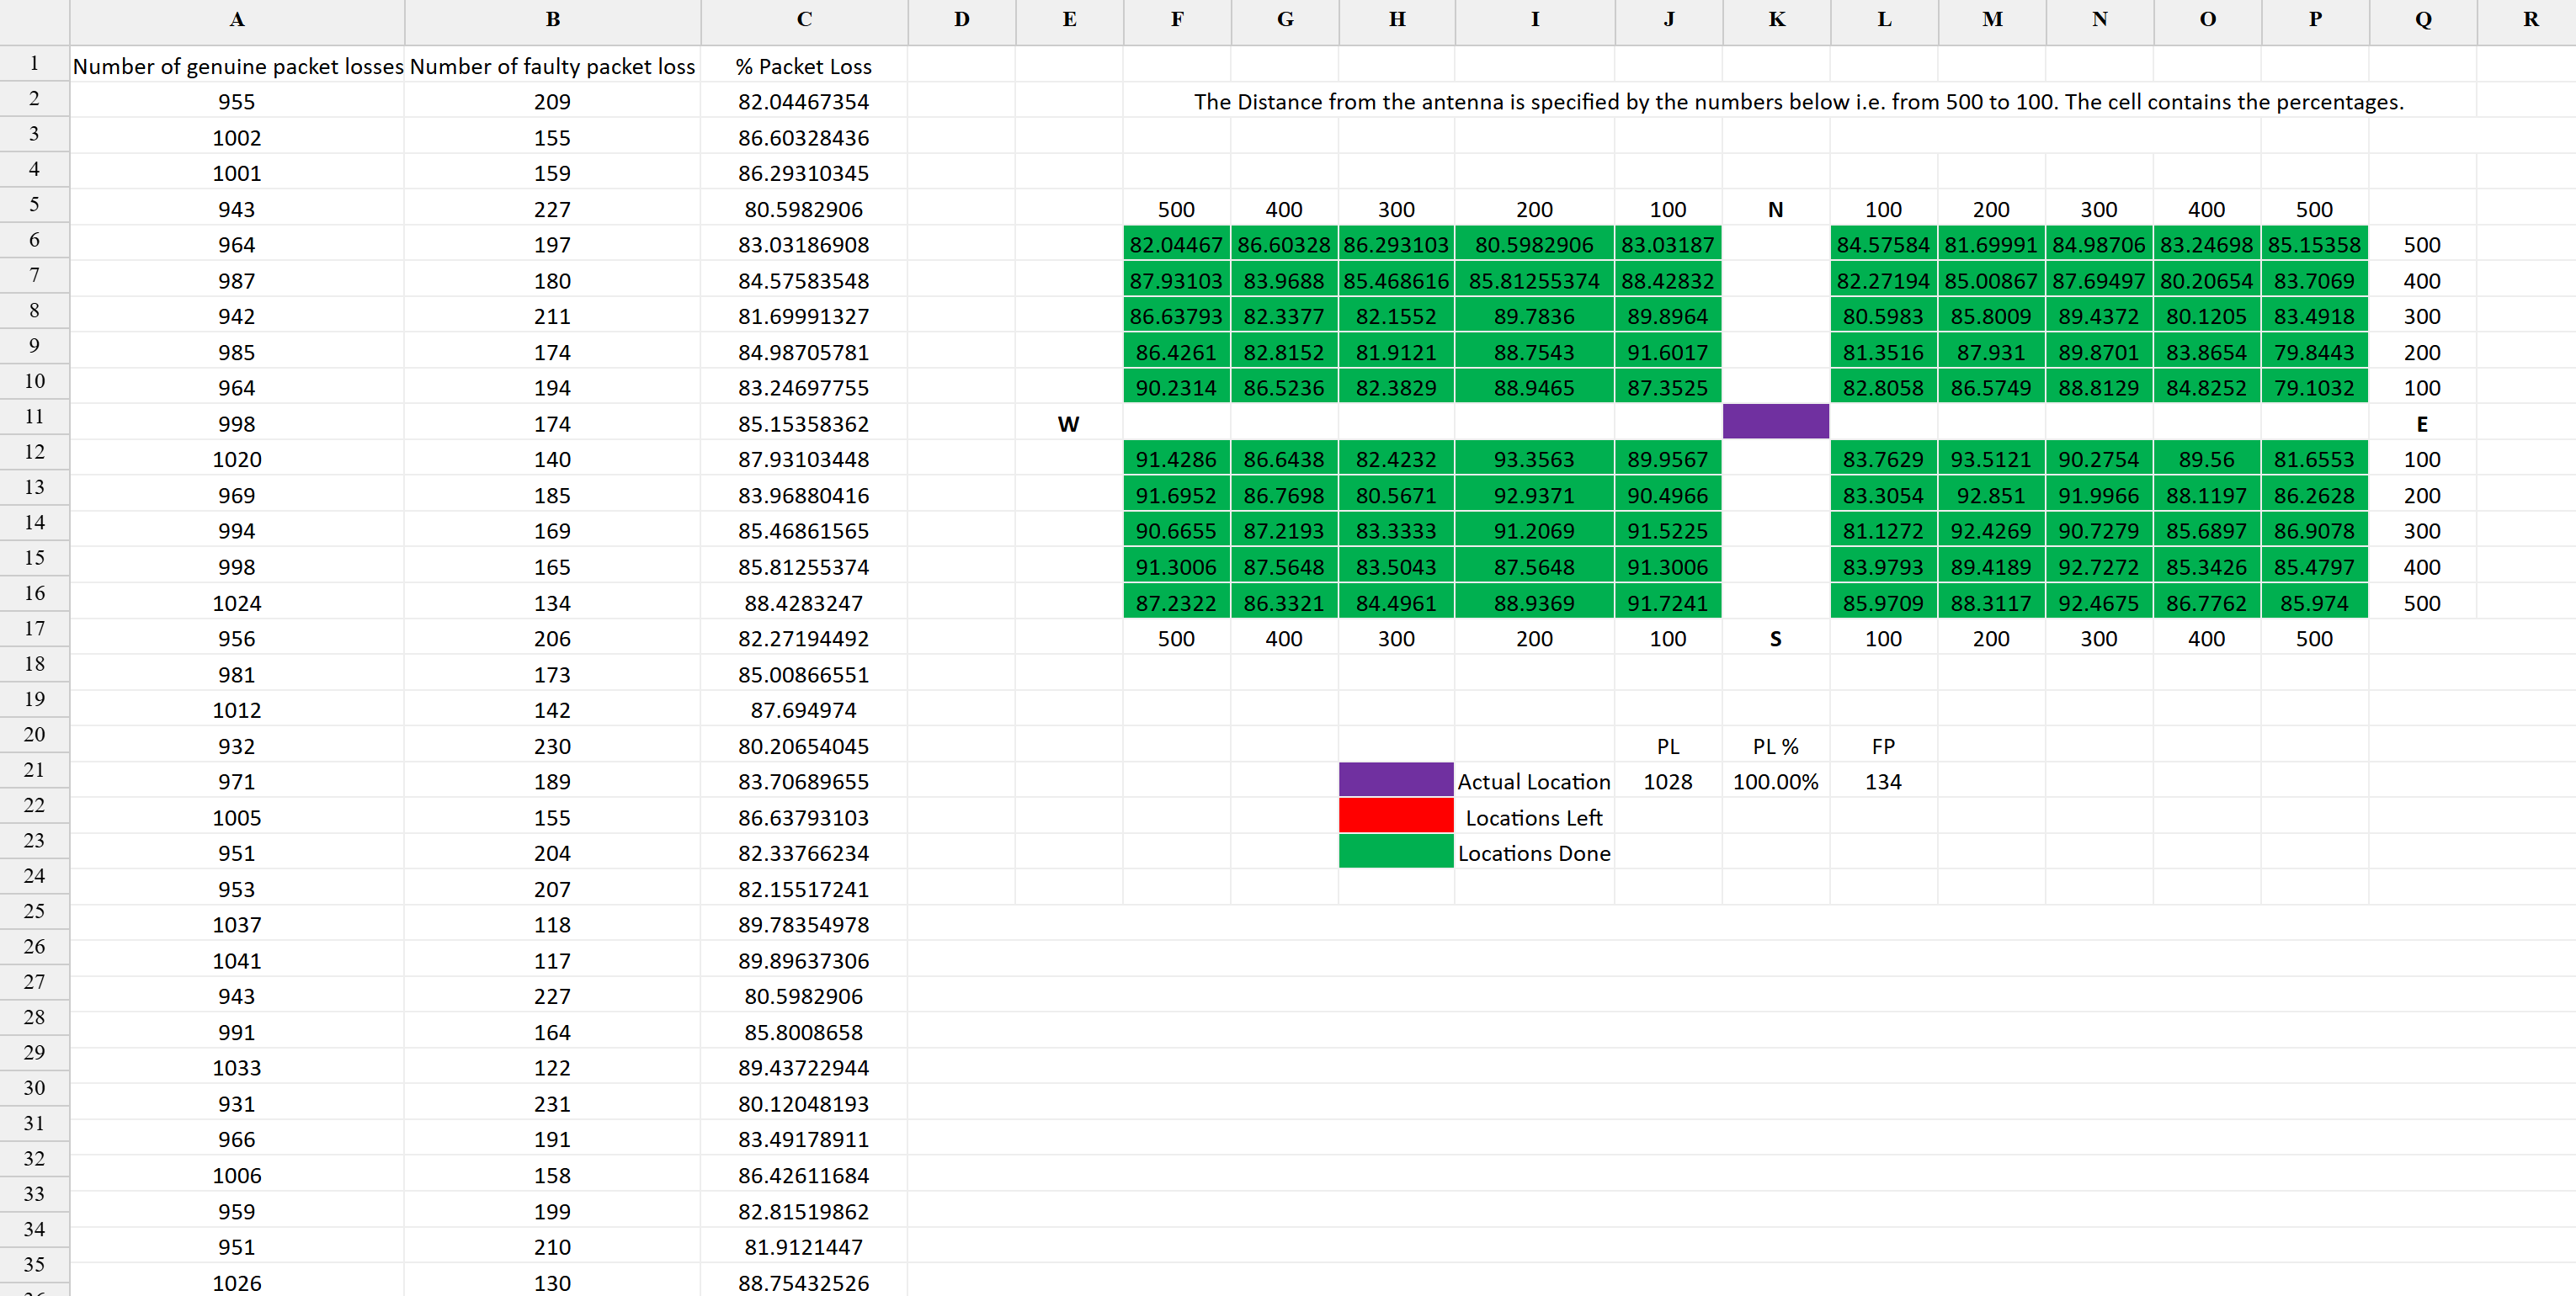 A B C D E F G H I J K L M N O P Q R
1 Number of genuine packet losses Number of faulty packet loss % Packet Loss
2 955 209 82.04467354 The Distance from the antenna is specified by the numbers below i.e. from 500 to 100. The cell contains the percentages.
3 1002 155 86.60328436
4 1001 159 86.29310345
5 943 227 80.5982906 500 400 300 200 100 N 100 200 300 400 500
6 964 197 83.03186908 82.04467 86.60328 86.293103 80.5982906 83.03187 84.57584 81.69991 84.98706 83.24698 85.15358 500
7 987 180 84.57583548 87.93103 83.9688 85.468616 85.81255374 88.42832 82.27194 85.00867 87.69497 80.20654 83.7069 400
8 942 211 81.69991327 86.63793 82.3377 82.1552 89.7836 89.8964 80.5983 85.8009 89.4372 80.1205 83.4918 300
9 985 174 84.98705781 86.4261 82.8152 81.9121 88.7543 91.6017 81.3516 87.931 89.8701 83.8654 79.8443 200
10 964 194 83.24697755 90.2314 86.5236 82.3829 88.9465 87.3525 82.8058 86.5749 88.8129 84.8252 79.1032 100
11 998 174 85.15358362 W E
12 1020 140 87.93103448 91.4286 86.6438 82.4232 93.3563 89.9567 83.7629 93.5121 90.2754 89.56 81.6553 100
13 969 185 83.96880416 91.6952 86.7698 80.5671 92.9371 90.4966 83.3054 92.851 91.9966 88.1197 86.2628 200
14 994 169 85.46861565 90.6655 87.2193 83.3333 91.2069 91.5225 81.1272 92.4269 90.7279 85.6897 86.9078 300
15 998 165 85.81255374 91.3006 87.5648 83.5043 87.5648 91.3006 83.9793 89.4189 92.7272 85.3426 85.4797 400
16 1024 134 88.4283247 87.2322 86.3321 84.4961 88.9369 91.7241 85.9709 88.3117 92.4675 86.7762 85.974 500
17 956 206 82.27194492 500 400 300 200 100 S 100 200 300 400 500
18 981 173 85.00866551
19 1012 142 87.694974
20 932 230 80.20654045 PL PL % FP
21 971 189 83.70689655 Actual Location 1028 100.00% 134
22 1005 155 86.63793103 Locations Left
23 951 204 82.33766234 Locations Done
24 953 207 82.15517241
25 1037 118 89.78354978
26 1041 117 89.89637306
27 943 227 80.5982906
28 991 164 85.8008658
29 1033 122 89.43722944
30 931 231 80.12048193
31 966 191 83.49178911
32 1006 158 86.42611684
33 959 199 82.81519862
34 951 210 81.9121447
35 1026 130 88.75432526